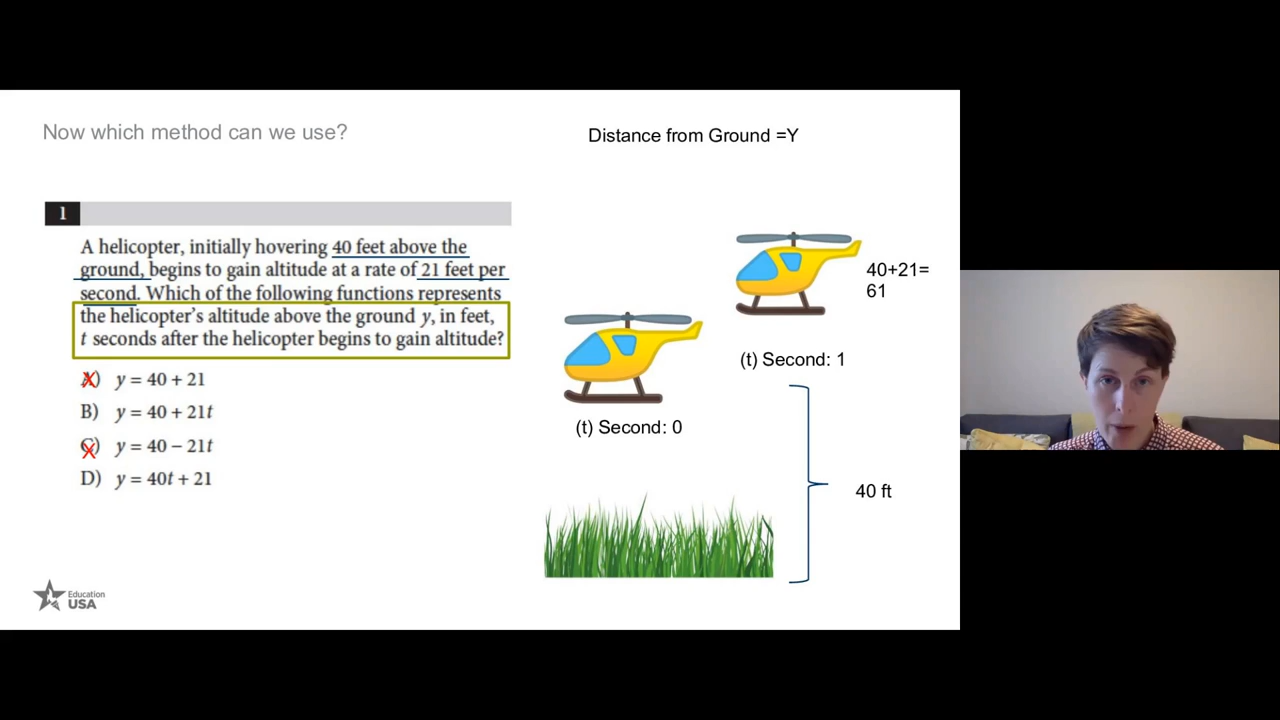 Now which method can we use?
Distance from Ground =Y
1
A helicopter, initially hovering 40 feet above the
ground, begins to gain altitude at a rate of 21 feet per
second. Which of the following functions represents
the helicopter's altitude above the ground y, in feet,
t seconds after the helicopter begins to gain altitude?
A) y = 40 + 21
B) y = 40 + 21t
C) y = 40 − 21t
D) y = 40t + 21
40+21=
61
(t) Second: 1
(t) Second: 0
40 ft
Education
USA